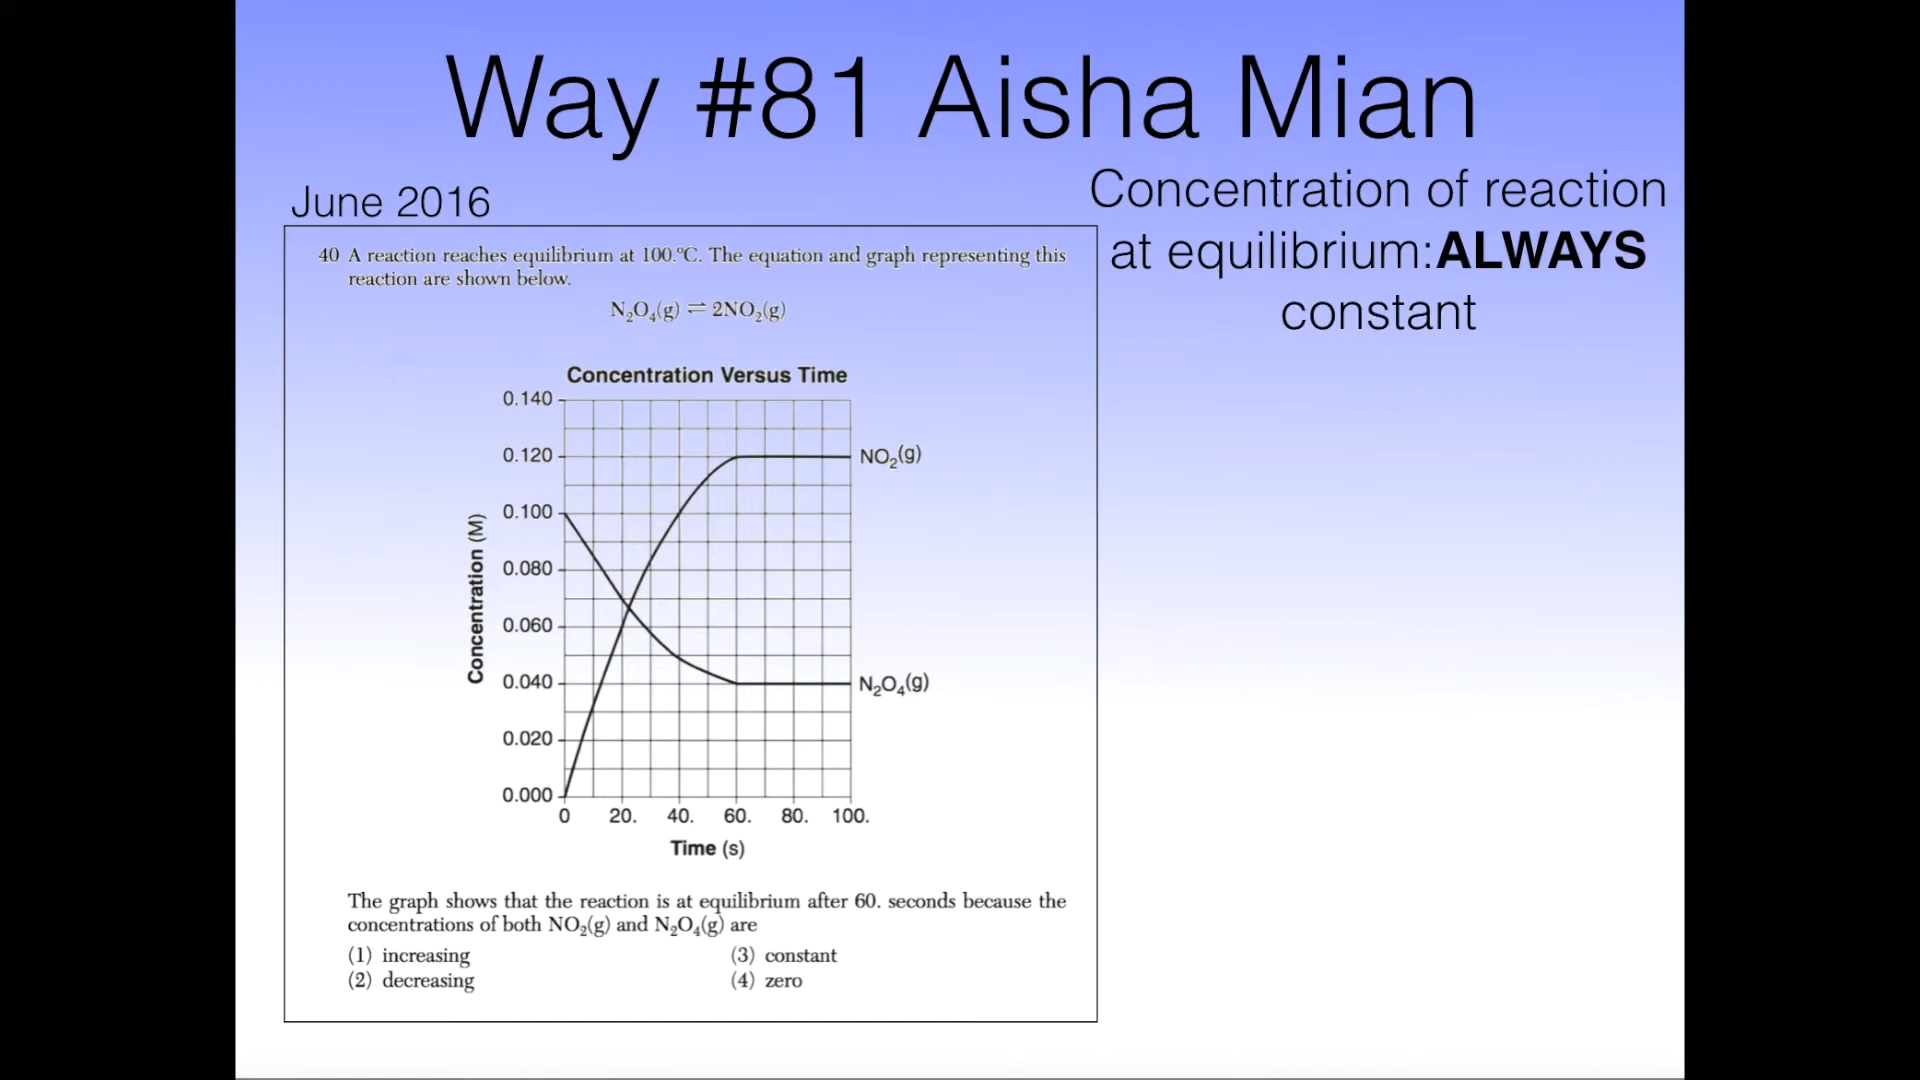 Way #81 Aisha Mian
June 2016
Concentration of reaction
at equilibrium:ALWAYS
constant
40 A reaction reaches equilibrium at 100.°C. The equation and graph representing this
reaction are shown below.
N₂O₄(g) ⇌ 2NO₂(g)
Concentration Versus Time
Concentration (M)
0.140
0.120
0.100
0.080
0.060
0.040
0.020
0.000
NO₂(g)
N₂O₄(g)
0 20. 40. 60. 80. 100.
Time (s)
The graph shows that the reaction is at equilibrium after 60. seconds because the
concentrations of both NO₂(g) and N₂O₄(g) are
(1) increasing (3) constant
(2) decreasing (4) zero